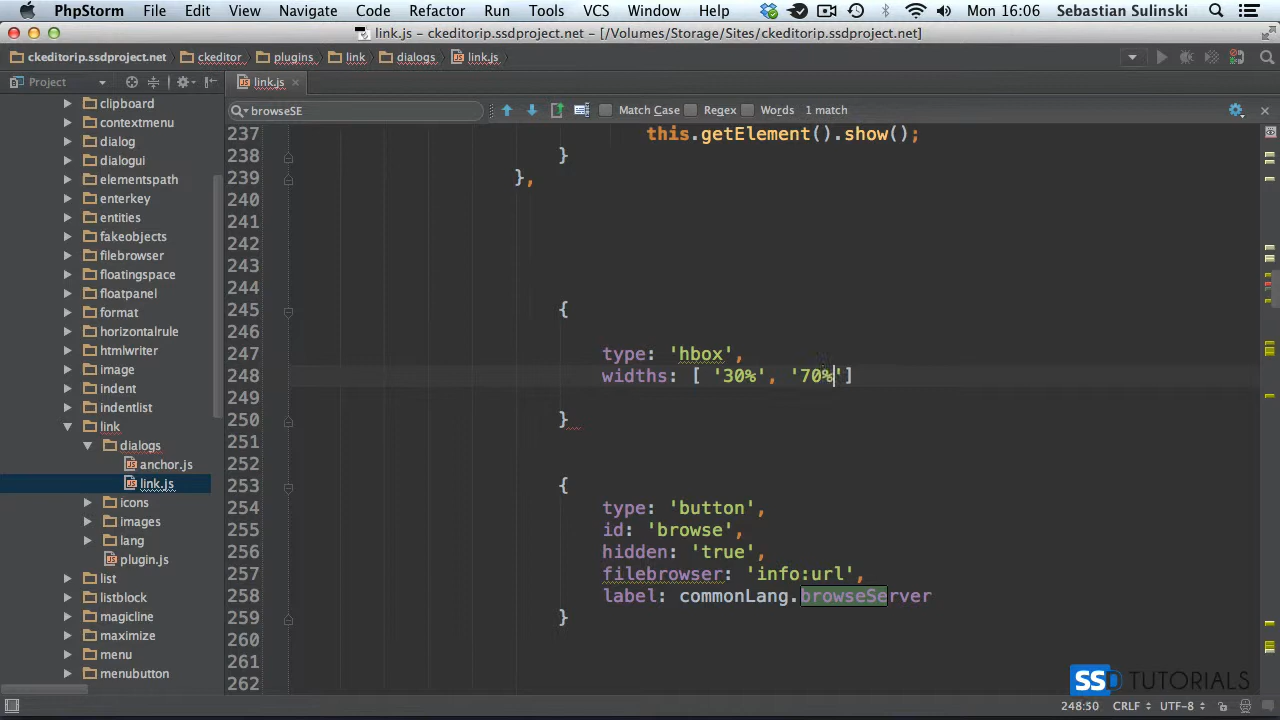 PhpStorm File Edit View Navigate Code Refactor Run Tools VCS Window Help Mon 16:06 Sebastian Sulinski
link.js - ckeditorip.ssdproject.net - [/Volumes/Storage/Sites/ckeditorip.ssdproject.net]
ckeditorip.ssdproject.net ckeditor plugins link dialogs link.js
Project link.js
browseSE Match Case Regex Words 1 match
clipboard
contextmenu
dialog
dialogui
elementspath
enterkey
entities
fakeobjects
filebrowser
floatingspace
floatpanel
format
horizontalrule
htmlwriter
image
indent
indentlist
link
dialogs
anchor.js
link.js
icons
images
lang
plugin.js
list
listblock
magicline
maximize
menu
menubutton
237 this.getElement().show();
238 }
239 },
240
241
242
243
244
245 {
246
247 type: 'hbox',
248 widths: [ '30%', '70%']
249
250 }
251
252
253 {
254 type: 'button',
255 id: 'browse',
256 hidden: 'true',
257 filebrowser: 'info:url',
258 label: commonLang.browseServer
259 }
260
261
262
SSD TUTORIALS
248:50 CRLF UTF-8